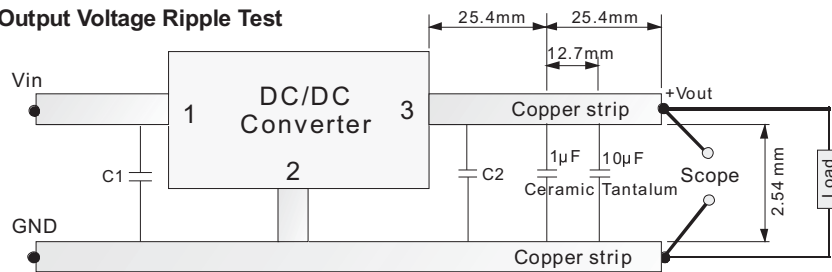 Output Voltage Ripple Test
25.4mm
25.4mm
12.7mm
Vin
+Vout
1
DC/DC
Converter
3
Copper strip
2
C1
C2
1µF
Ceramic
10µF
Tantalum
Scope
2.54 mm
Load
GND
Copper strip